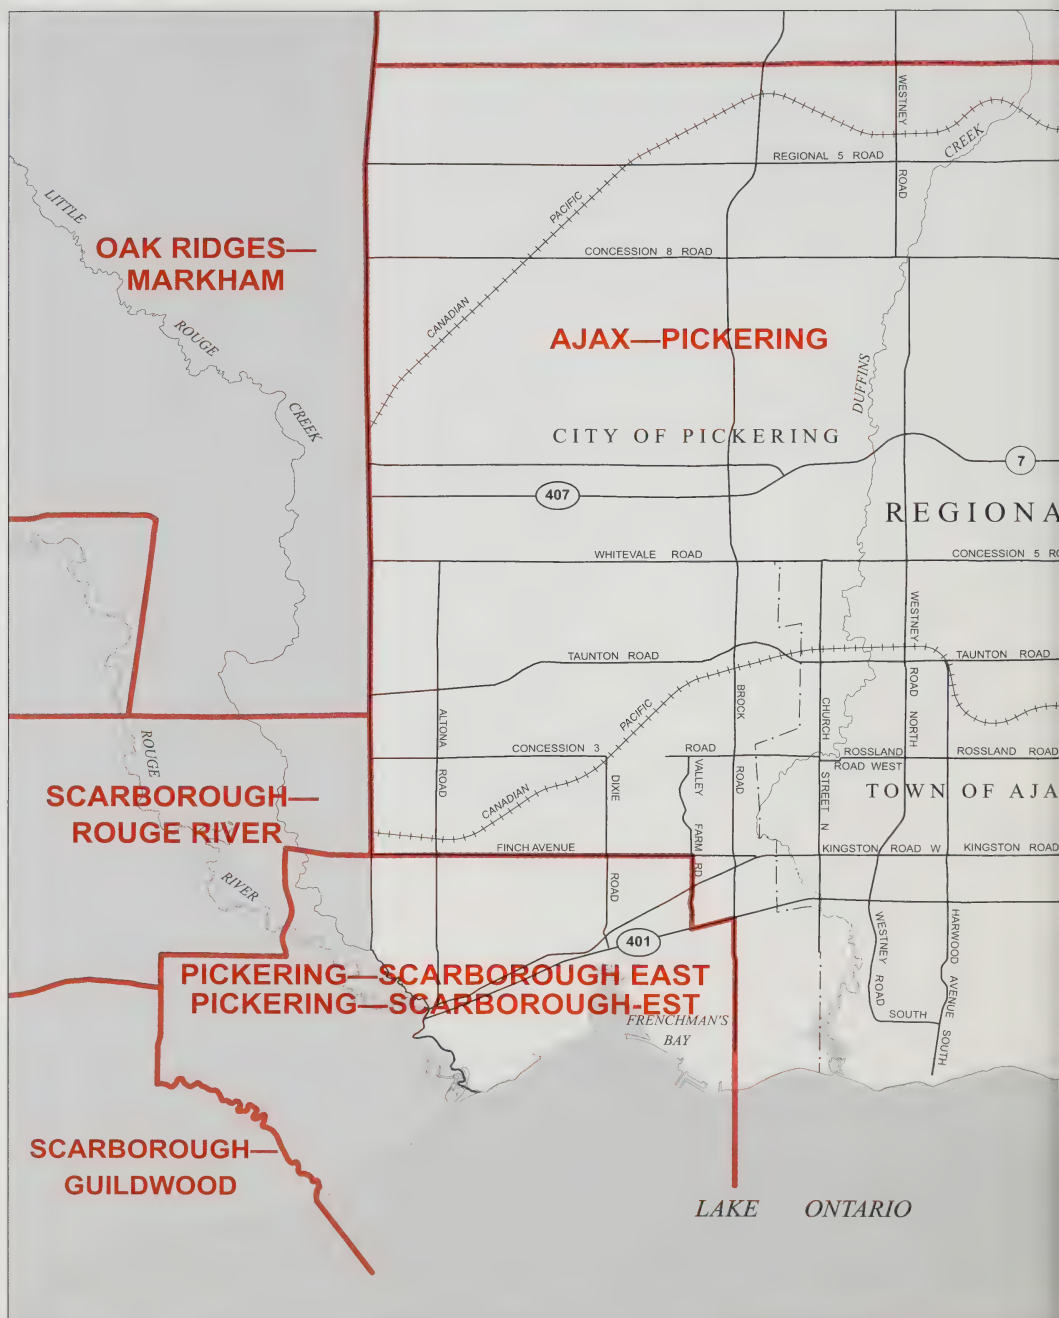 WESTNEY
ROAD
CREEK
REGIONAL 5 ROAD
LITTLE
PACIFIC
OAK RIDGES—
MARKHAM
CONCESSION 8 ROAD
CANADIAN
ROUGE
AJAX—PICKERING
DUFFINS
CREEK
CITY OF PICKERING
7
407
REGIONA
WHITEVALE ROAD
CONCESSION 5 RO
WESTNEY
TAUNTON ROAD
TAUNTON ROAD
ROAD NORTH
BROCK
PACIFIC
CHURCH
ALTONA
ROUGE
CONCESSION 3
ROAD
ROSSLAND
ROSSLAND ROAD
ROAD WEST
VALLEY
ROAD
DIXIE
ROAD
STREET N
SCARBOROUGH—
ROUGE RIVER
CANADIAN
TOWN OF AJA
FARM RD
FINCH AVENUE
KINGSTON ROAD W
KINGSTON ROAD
RIVER
ROAD
WESTNEY ROAD
HARWOOD AVENUE SOUTH
401
PICKERING—SCARBOROUGH EAST
PICKERING—SCARBOROUGH-EST
SOUTH
FRENCHMAN'S
BAY
SCARBOROUGH—
GUILDWOOD
LAKE ONTARIO